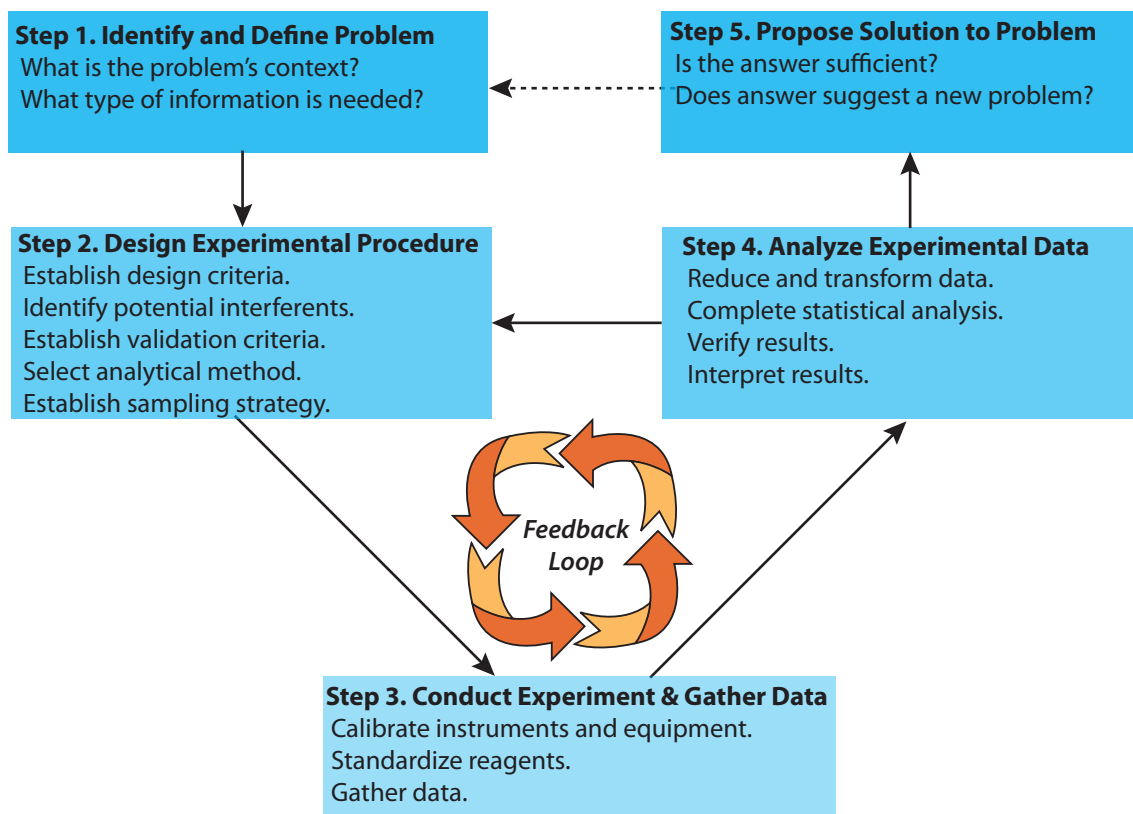 Step 1. Identify and Define Problem
What is the problem's context?
What type of information is needed?
Step 5. Propose Solution to Problem
Is the answer sufficient?
Does answer suggest a new problem?
Step 2. Design Experimental Procedure
Establish design criteria.
Identify potential interferents.
Establish validation criteria.
Select analytical method.
Establish sampling strategy.
Step 4. Analyze Experimental Data
Reduce and transform data.
Complete statistical analysis.
Verify results.
Interpret results.
Feedback
Loop
Step 3. Conduct Experiment & Gather Data
Calibrate instruments and equipment.
Standardize reagents.
Gather data.